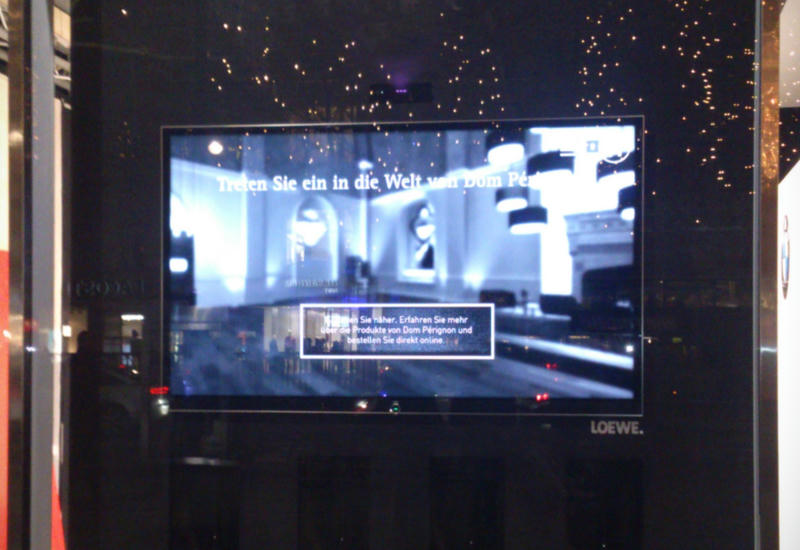 Treten Sie ein in die Welt von Dom
Sie näher. Erfahren Sie mehr
über die Produkte von Dom Pérignon und
bestellen Sie direkt online.
LOEWE.